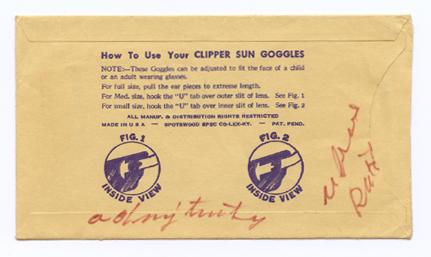 How To Use Your CLIPPER SUN GOGGLES
NOTE:—These Goggles can be adjusted to fit the face of a child
or an adult wearing glasses.
For full size, pull the ear pieces to extreme length.
For Med. size, hook the "U" tab over outer slit of lens. See Fig. 1
For small size, hook the "U" tab over inner slit of lens. See Fig. 2
ALL MANUF. & DISTRIBUTION RIGHTS RESTRICTED
MADE IN U S A — SPOTSWOOD SPEC CO-LEX-KY. — PAT. PEND.
FIG. 1
INSIDE VIEW
FIG. 2
INSIDE VIEW